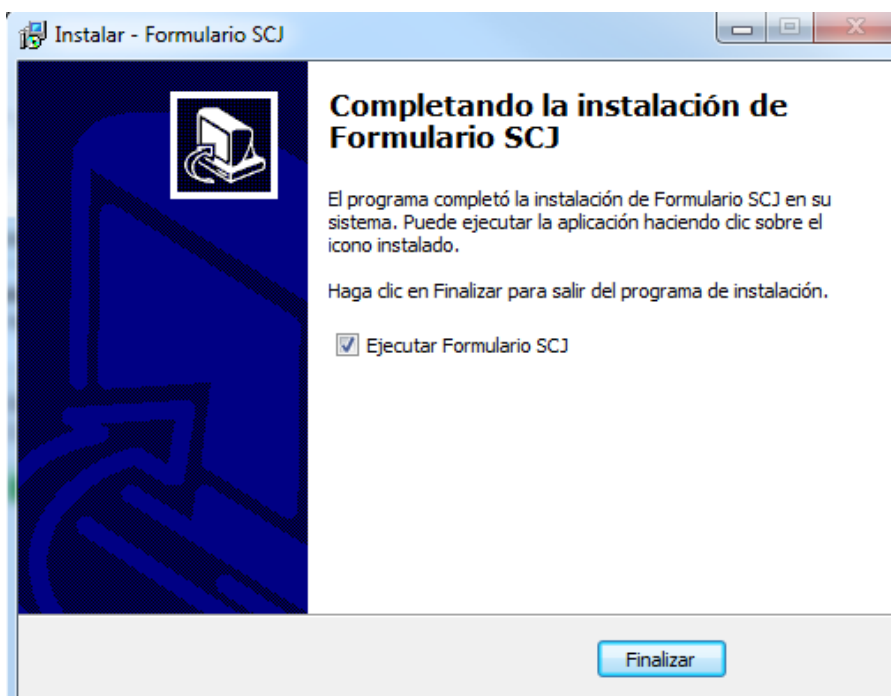 Instalar - Formulario SCJ
Completando la instalación de
Formulario SCJ
El programa completó la instalación de Formulario SCJ en su
sistema. Puede ejecutar la aplicación haciendo clic sobre el
icono instalado.
Haga clic en Finalizar para salir del programa de instalación.
Ejecutar Formulario SCJ
Finalizar